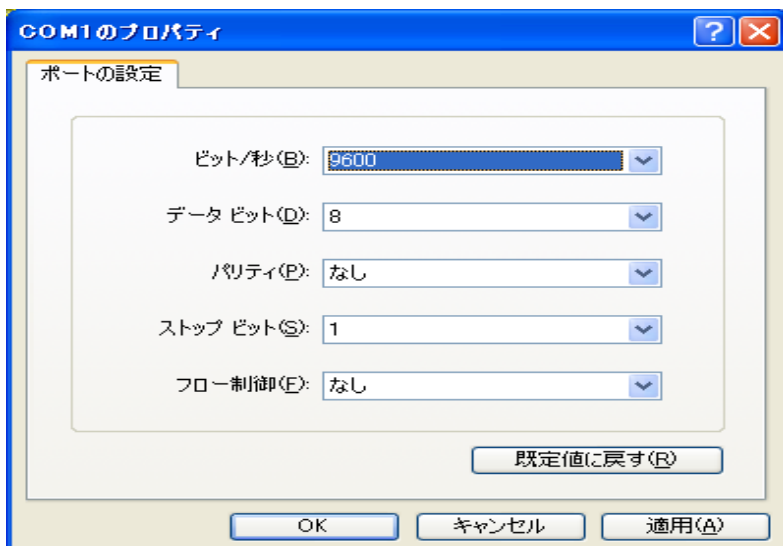 COM1のプロパティ
ポートの設定
ビット/秒(B): 9600
データ ビット(D): 8
パリティ(P): なし
ストップ ビット(S): 1
フロー制御(F): なし
既定値に戻す(R)
OK キャンセル 適用(A)